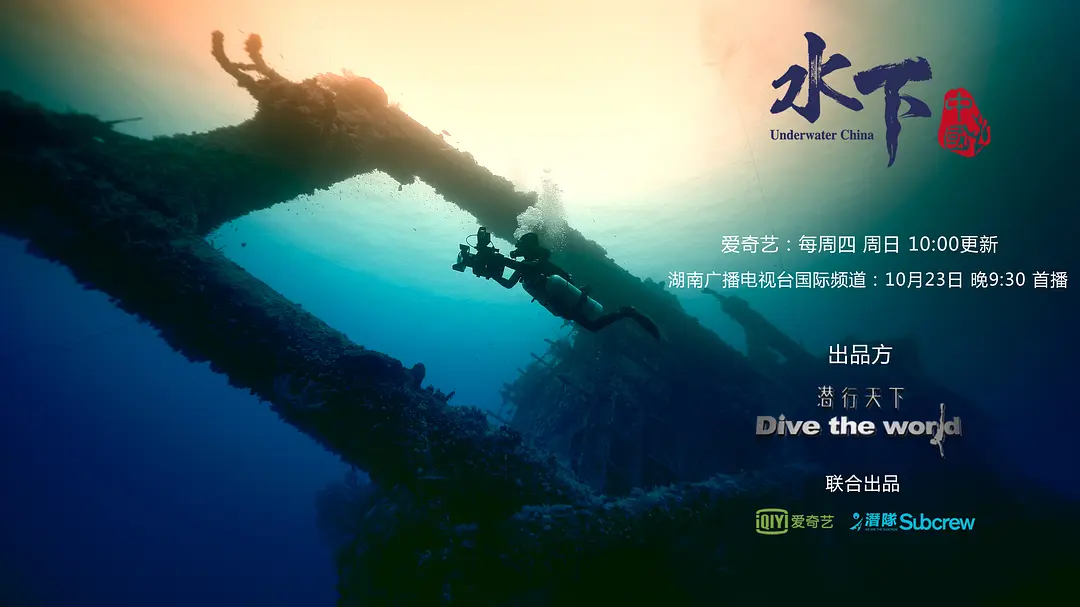 水下
中國
Underwater China
爱奇艺：每周四 周日 10:00更新
湖南广播电视台国际频道：10月23日 晚9:30 首播
出品方
潜行天下
Dive the world
联合出品
iQIYI 爱奇艺
潛隊 Subcrew